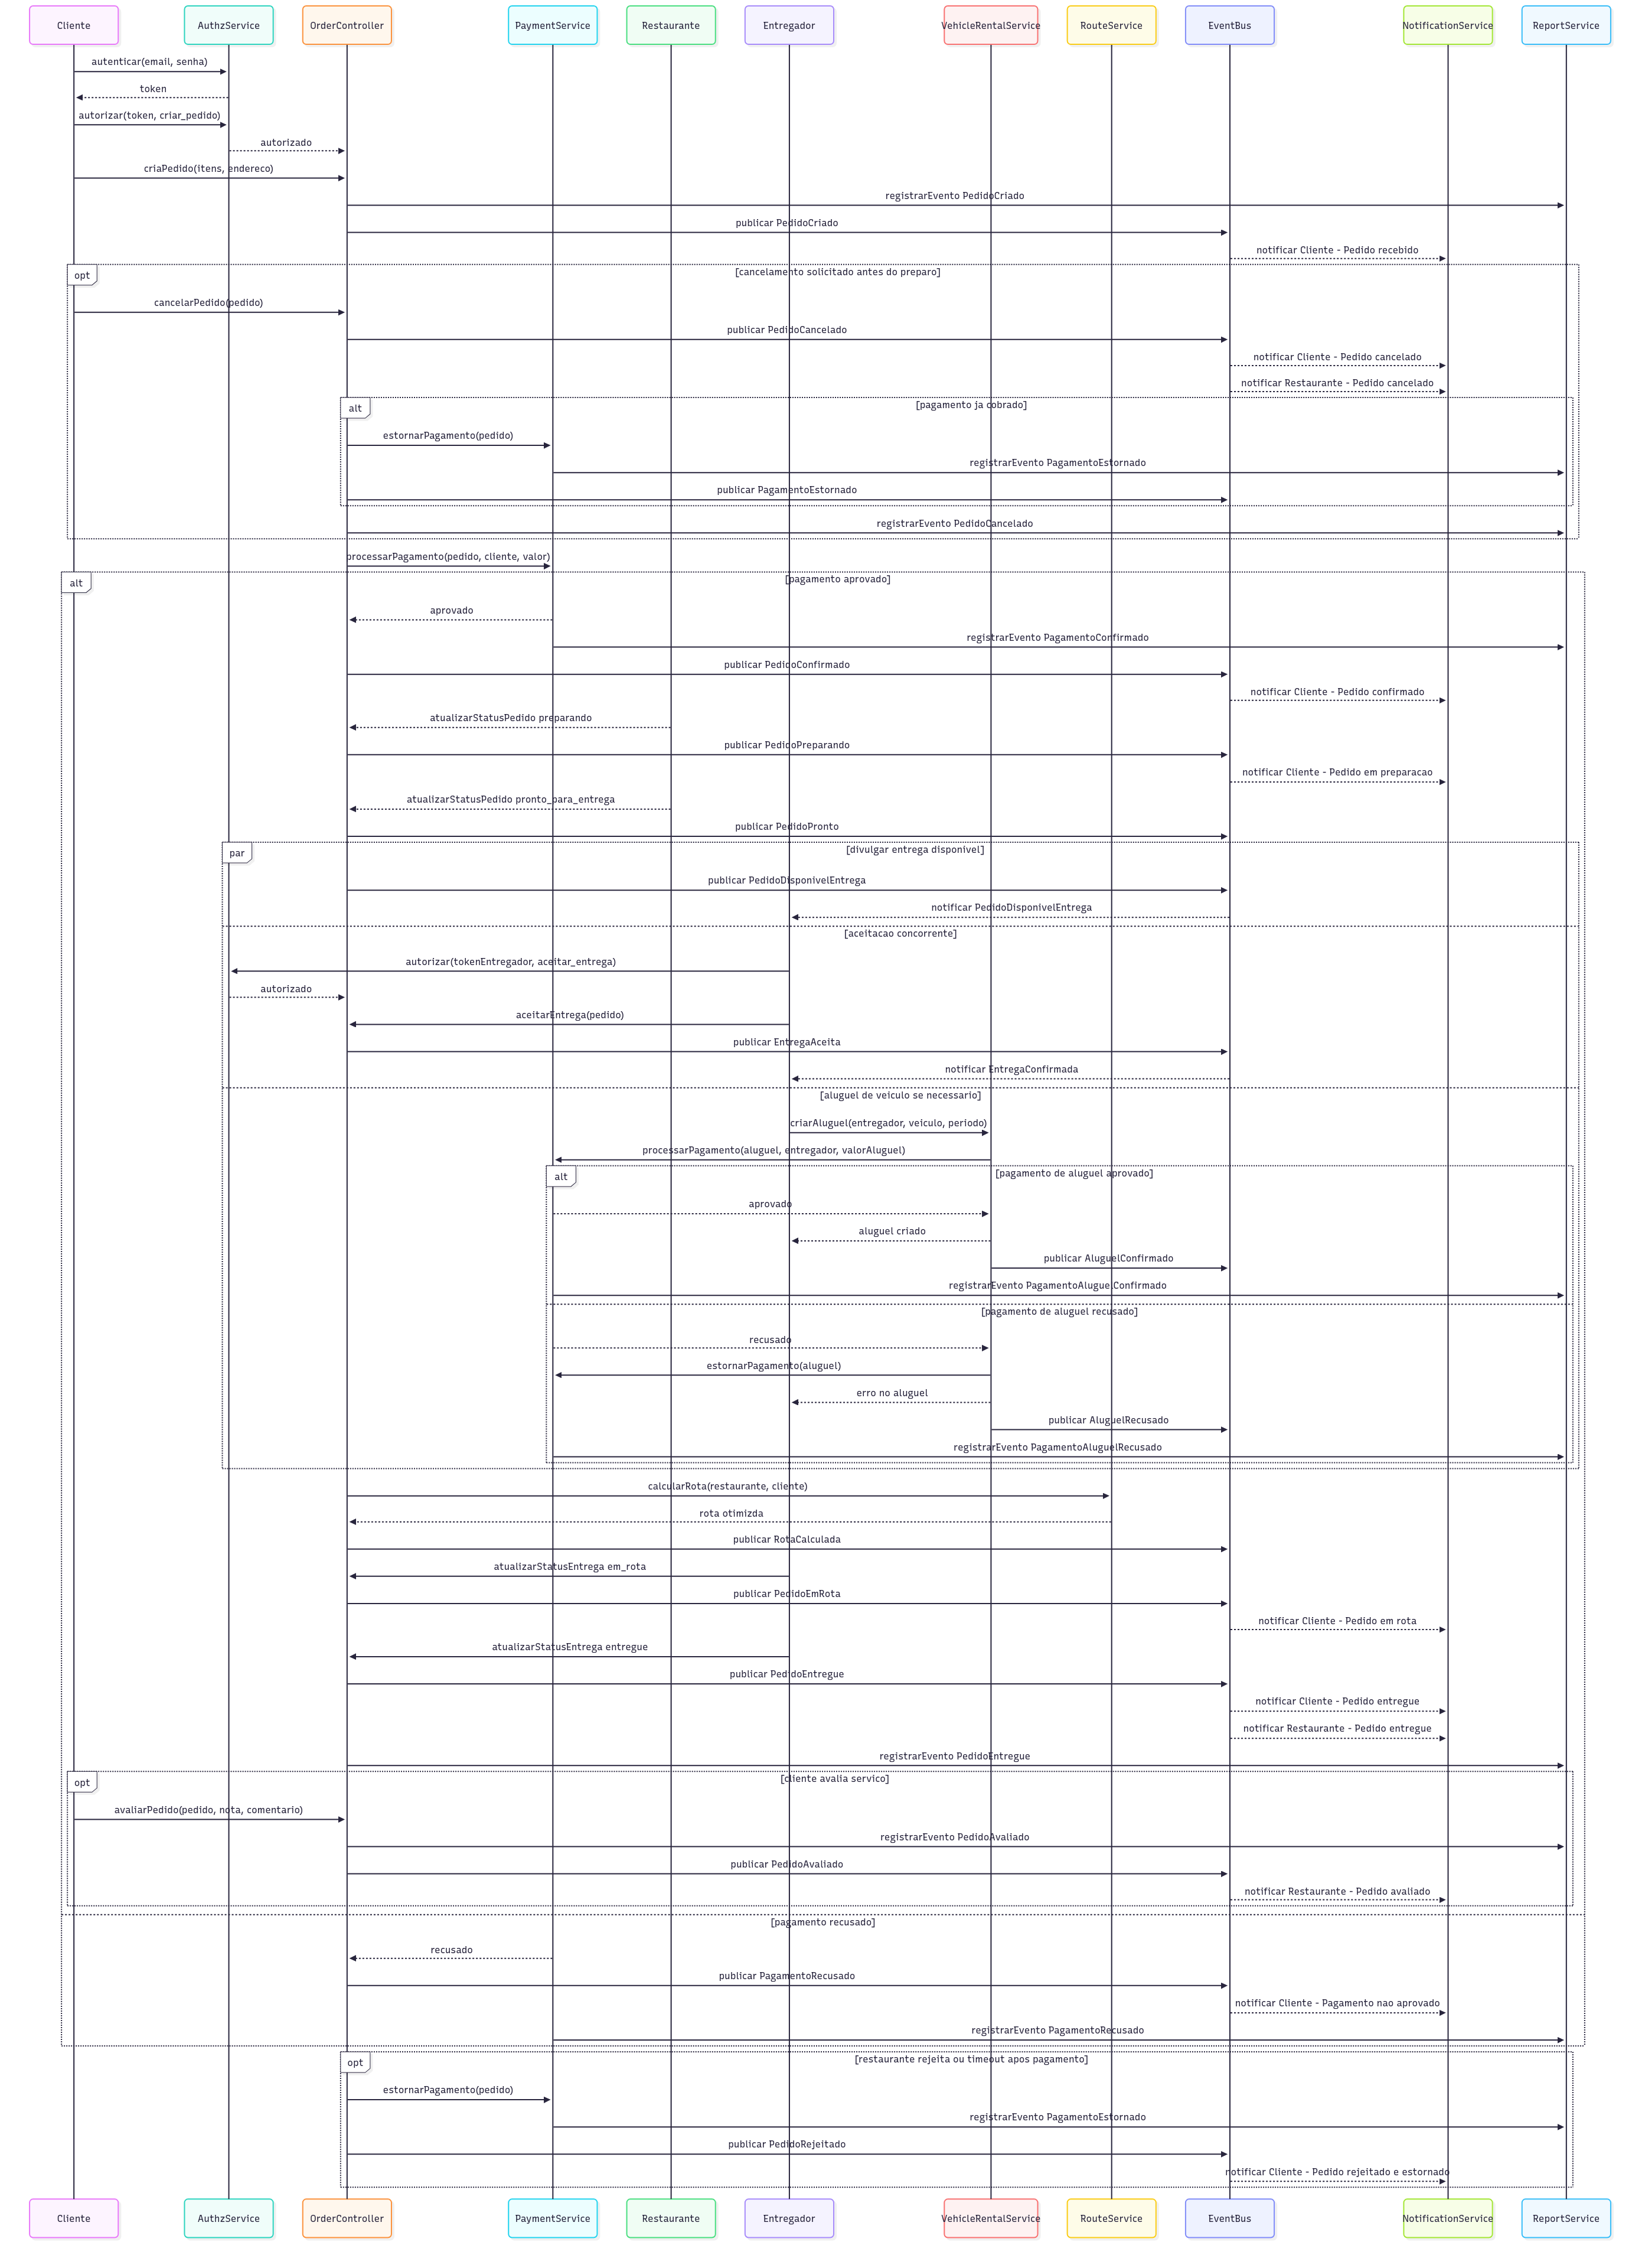 Cliente
AuthzService
OrderController
PaymentService
Restaurante
Entregador
VehicleRentalService
RouteService
EventBus
NotificationService
ReportService
autenticar(email, senha)
token
autorizar(token, criar_pedido)
autorizado
criaPedido(itens, endereco)
registrarEvento PedidoCriado
publicar PedidoCriado
notificar Cliente - Pedido recebido
opt
[cancelamento solicitado antes do preparo]
cancelarPedido(pedido)
publicar PedidoCancelado
notificar Cliente - Pedido cancelado
notificar Restaurante - Pedido cancelado
alt
[pagamento ja cobrado]
estornarPagamento(pedido)
registrarEvento PagamentoEstornado
publicar PagamentoEstornado
registrarEvento PedidoCancelado
processarPagamento(pedido, cliente, valor)
alt
[pagamento aprovado]
aprovado
registrarEvento PagamentoConfirmado
publicar PedidoConfirmado
notificar Cliente - Pedido confirmado
atualizarStatusPedido preparando
publicar PedidoPreparando
notificar Cliente - Pedido em preparacao
atualizarStatusPedido pronto_para_entrega
publicar PedidoPronto
par
[divulgar entrega disponivel]
publicar PedidoDisponivelEntrega
notificar PedidoDisponivelEntrega
[aceitacao concorrente]
autorizar(tokenEntregador, aceitar_entrega)
autorizado
aceitarEntrega(pedido)
publicar EntregaAceita
notificar EntregaConfirmada
[aluguel de veiculo se necessario]
criarAluguel(entregador, veiculo, periodo)
processarPagamento(aluguel, entregador, valorAluguel)
alt
[pagamento de aluguel aprovado]
aprovado
aluguel criado
publicar AluguelConfirmado
registrarEvento PagamentoAluguelConfirmado
[pagamento de aluguel recusado]
recusado
estornarPagamento(aluguel)
erro no aluguel
publicar AluguelRecusado
registrarEvento PagamentoAluguelRecusado
calcularRota(restaurante, cliente)
rota otimizda
publicar RotaCalculada
atualizarStatusEntrega em_rota
publicar PedidoEmRota
notificar Cliente - Pedido em rota
atualizarStatusEntrega entregue
publicar PedidoEntregue
notificar Cliente - Pedido entregue
notificar Restaurante - Pedido entregue
registrarEvento PedidoEntregue
opt
[cliente avalia servico]
avaliarPedido(pedido, nota, comentario)
registrarEvento PedidoAvaliado
publicar PedidoAvaliado
notificar Restaurante - Pedido avaliado
[pagamento recusado]
recusado
publicar PagamentoRecusado
notificar Cliente - Pagamento nao aprovado
registrarEvento PagamentoRecusado
opt
[restaurante rejeita ou timeout apos pagamento]
estornarPagamento(pedido)
registrarEvento PagamentoEstornado
publicar PedidoRejeitado
notificar Cliente - Pedido rejeitado e estornado
Cliente
AuthzService
OrderController
PaymentService
Restaurante
Entregador
VehicleRentalService
RouteService
EventBus
NotificationService
ReportService